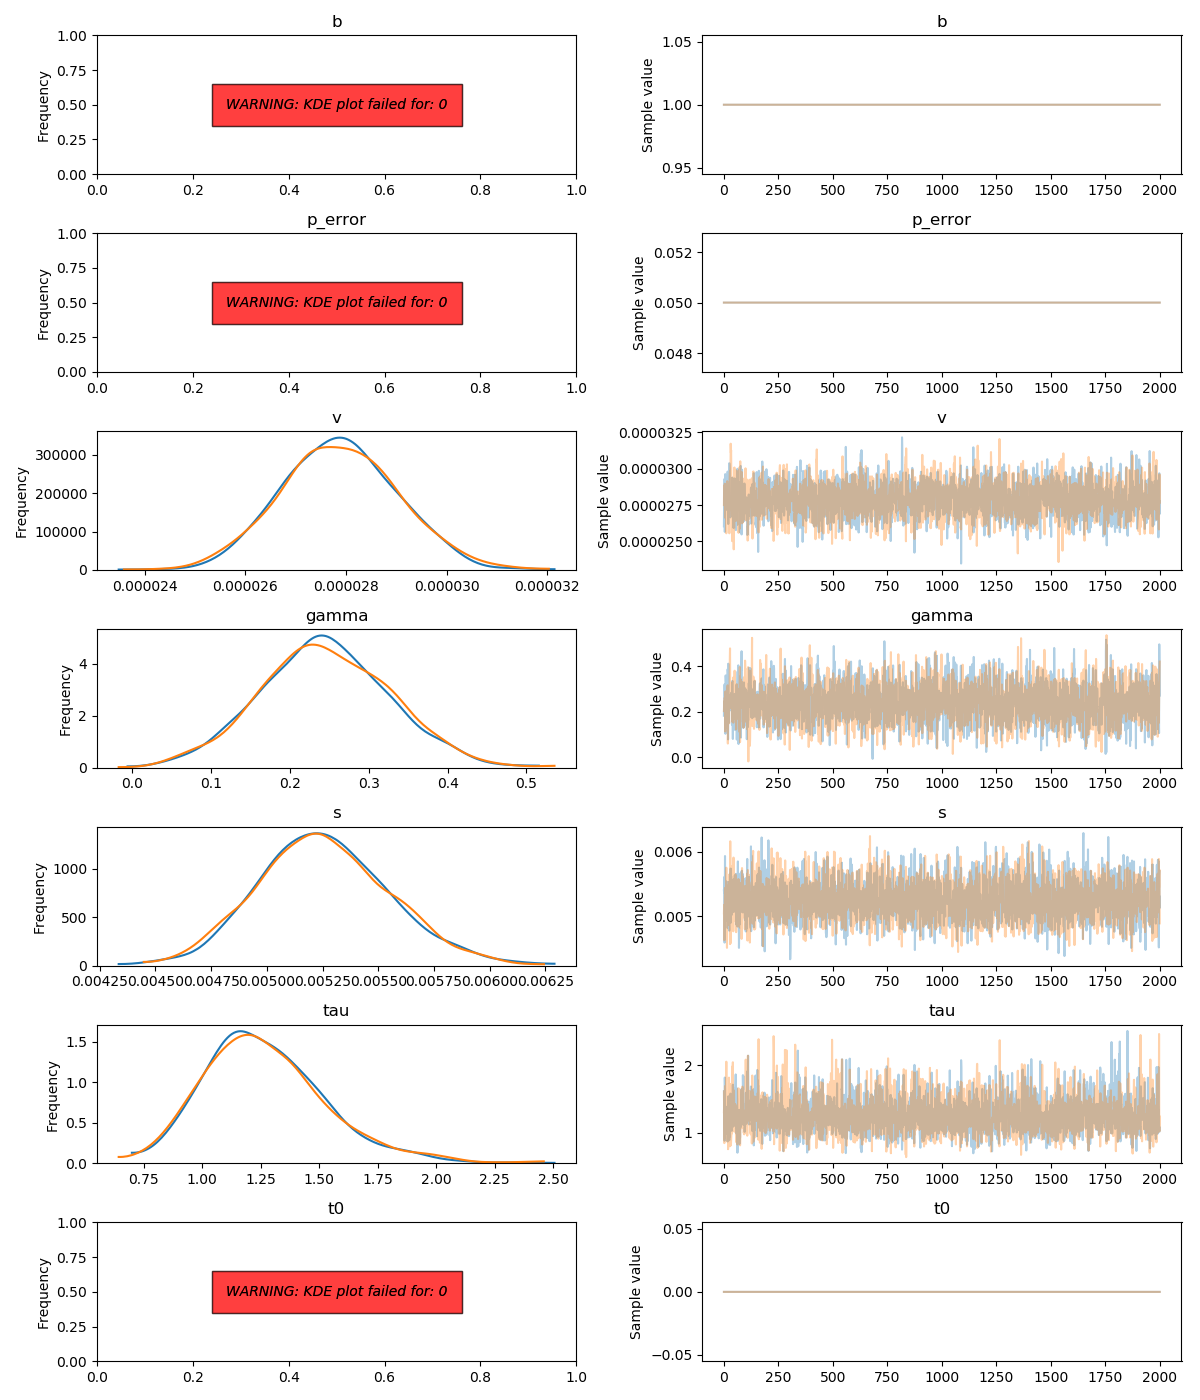 b
1.00
0.75
0.50
0.25
0.00
Frequency
WARNING: KDE plot failed for: 0
0.0 0.2 0.4 0.6 0.8 1.0
b
1.05
1.00
0.95
Sample value
0 250 500 750 1000 1250 1500 1750 2000
p_error
1.00
0.75
0.50
0.25
0.00
Frequency
WARNING: KDE plot failed for: 0
0.0 0.2 0.4 0.6 0.8 1.0
p_error
0.052
0.050
0.048
Sample value
0 250 500 750 1000 1250 1500 1750 2000
v
300000
200000
100000
0
Frequency
0.000024 0.000026 0.000028 0.000030 0.000032
v
0.0000325
0.0000300
0.0000275
0.0000250
Sample value
0 250 500 750 1000 1250 1500 1750 2000
gamma
4
2
0
Frequency
0.0 0.1 0.2 0.3 0.4 0.5
gamma
0.4
0.2
0.0
Sample value
0 250 500 750 1000 1250 1500 1750 2000
s
1000
500
0
Frequency
0.00425 0.00450 0.00475 0.00500 0.00525 0.00550 0.00575 0.00600 0.00625
s
0.006
0.005
Sample value
0 250 500 750 1000 1250 1500 1750 2000
tau
1.5
1.0
0.5
0.0
Frequency
0.75 1.00 1.25 1.50 1.75 2.00 2.25 2.50
tau
2
1
Sample value
0 250 500 750 1000 1250 1500 1750 2000
t0
1.00
0.75
0.50
0.25
0.00
Frequency
WARNING: KDE plot failed for: 0
0.0 0.2 0.4 0.6 0.8 1.0
t0
0.05
0.00
−0.05
Sample value
0 250 500 750 1000 1250 1500 1750 2000